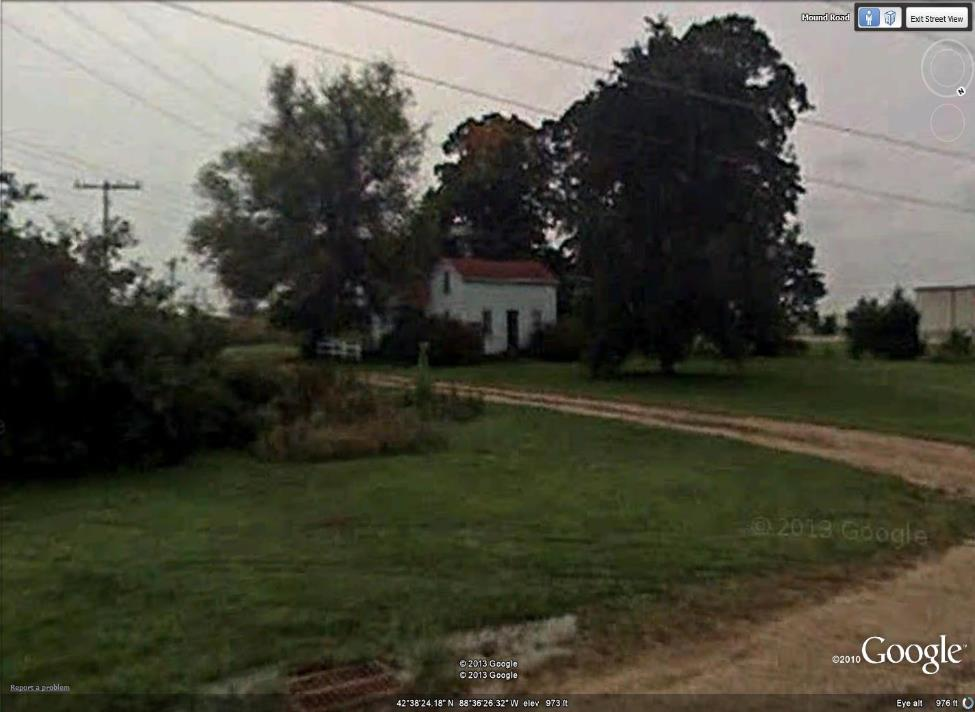 Mound Road
Exit Street View
N
© 2013 Google
©2010 Google
© 2013 Google
© 2013 Google
Report a problem
42°38'24.18" N 88°36'26.32" W elev 973 ft
Eye alt 976 ft